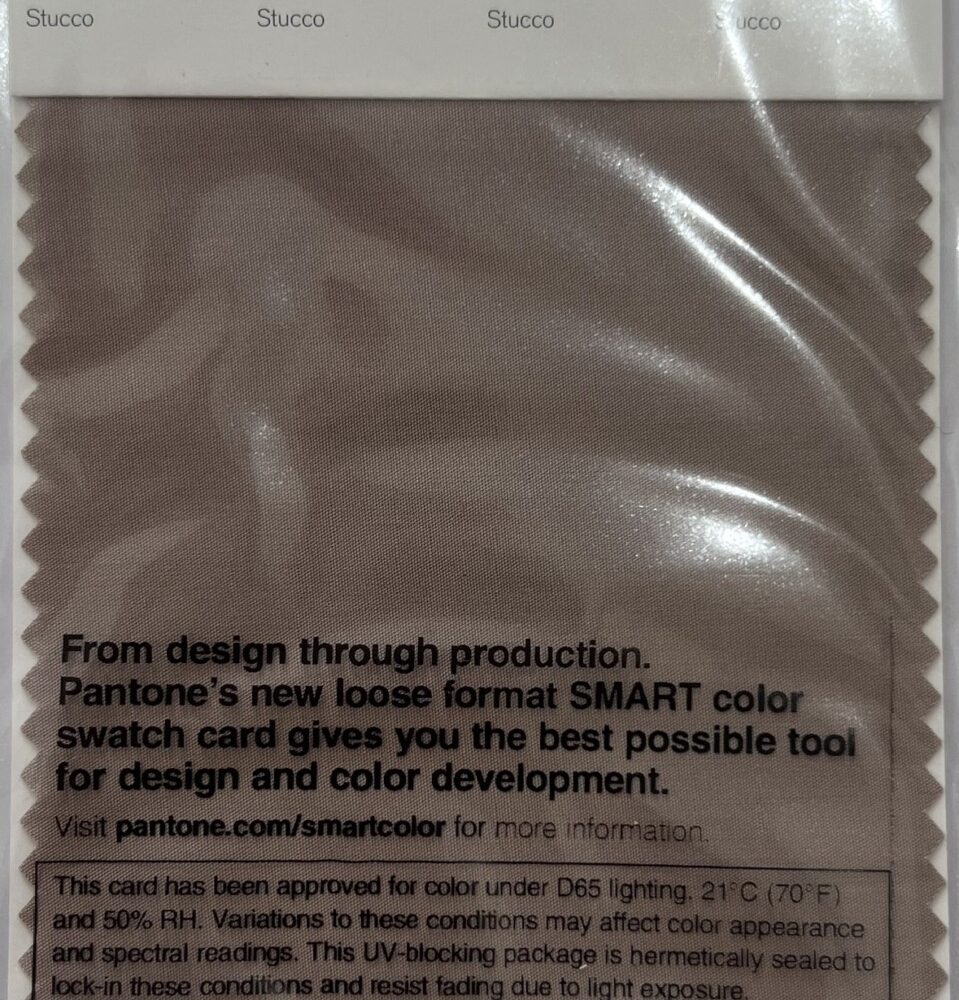 Stucco Stucco Stucco Stucco
From design through production.
Pantone's new loose format SMART color
swatch card gives you the best possible tool
for design and color development.
Visit pantone.com/smartcolor for more information.
This card has been approved for color under D65 lighting, 21°C (70°F)
and 50% RH. Variations to these conditions may affect color appearance
and spectral readings. This UV-blocking package is hermetically sealed to
lock-in these conditions and resist fading due to light exposure.